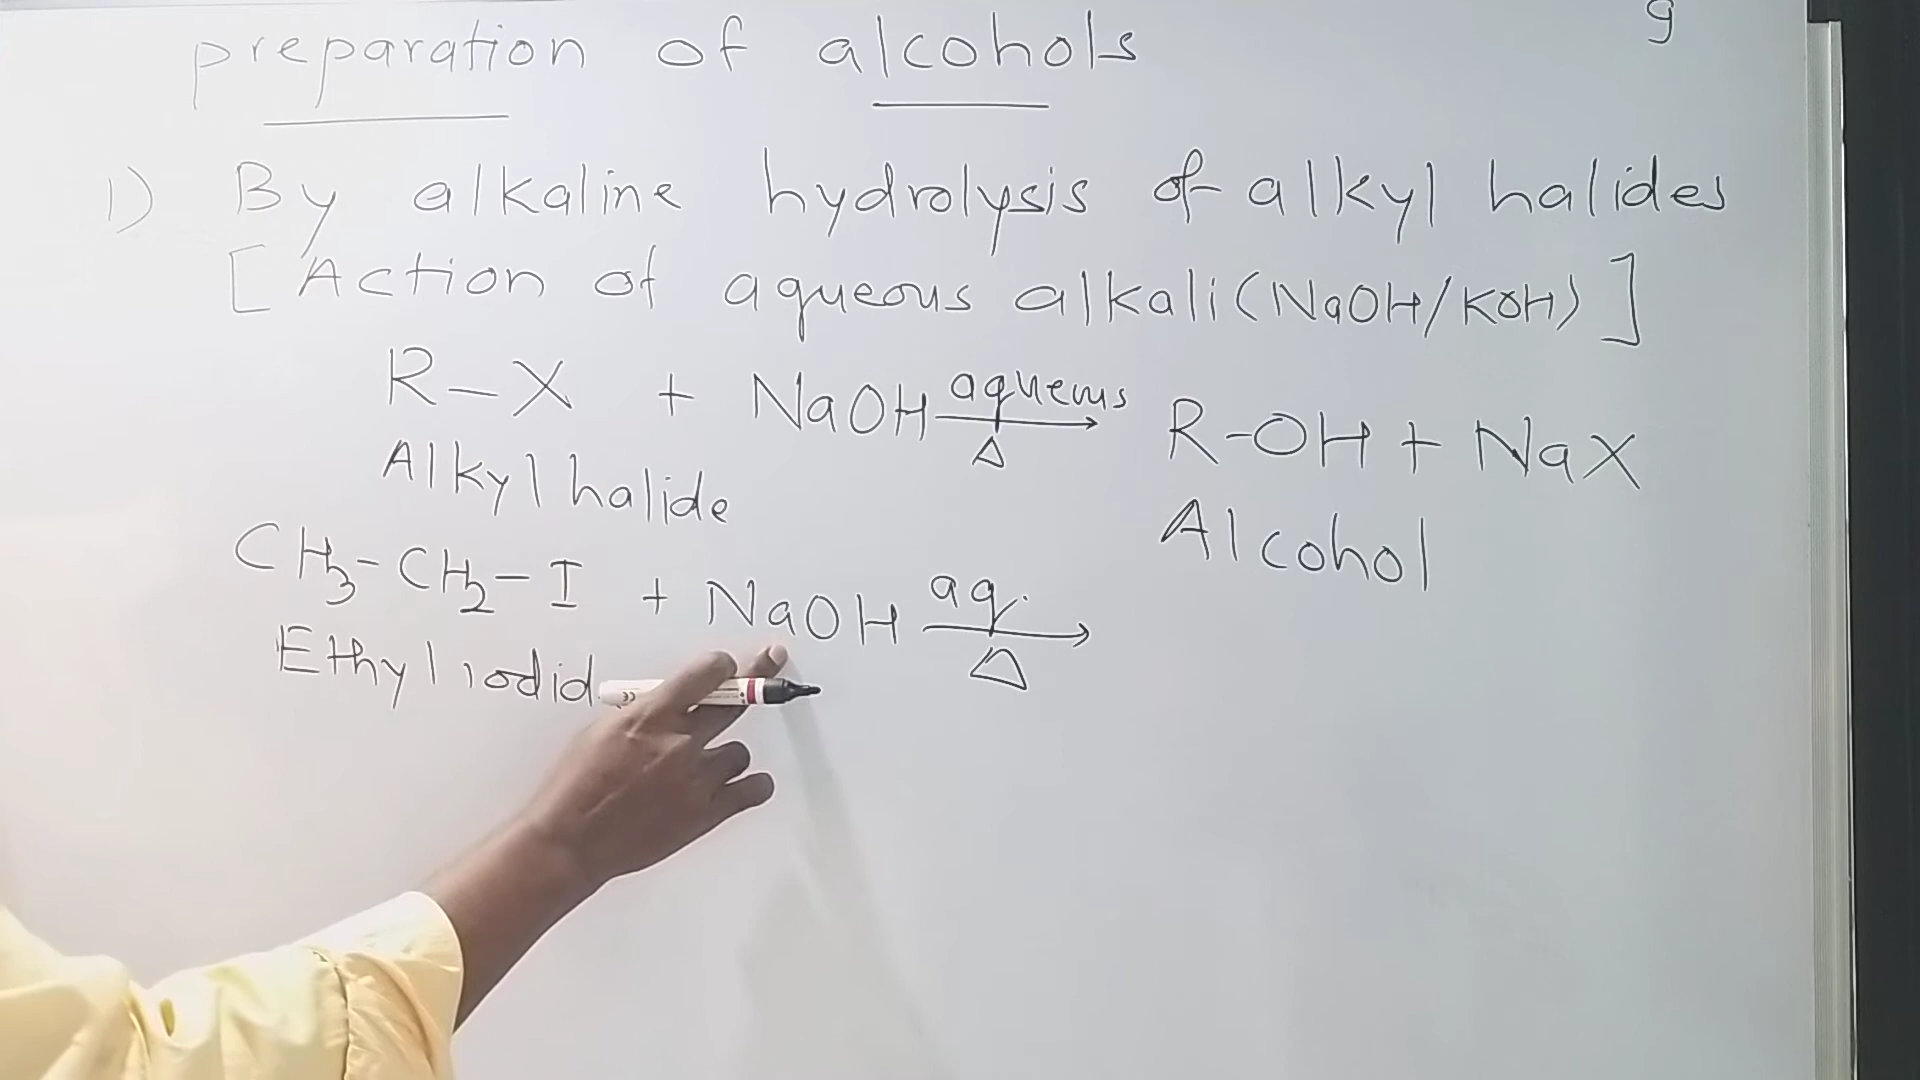 9
preparation of alcohols
1) By alkaline hydrolysis of alkyl halides
[Action of aqueous alkali(NaOH/KOH)]
R-X + NaOH aqueous Δ R-OH + NaX
Alkyl halide Alcohol
CH3-CH2-I + NaOH aq. Δ
Ethyl iodid